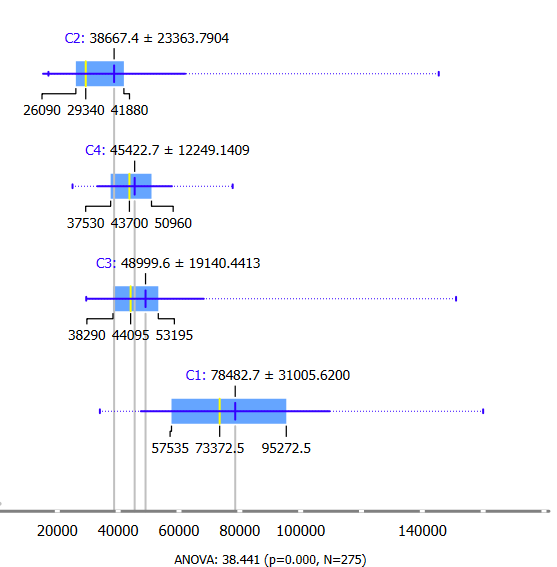 C2: 38667.4 ± 23363.7904
26090 29340 41880
C4: 45422.7 ± 12249.1409
37530 43700 50960
C3: 48999.6 ± 19140.4413
38290 44095 53195
C1: 78482.7 ± 31005.6200
57535 73372.5 95272.5
20000 40000 60000 80000 100000 140000
ANOVA: 38.441 (p=0.000, N=275)